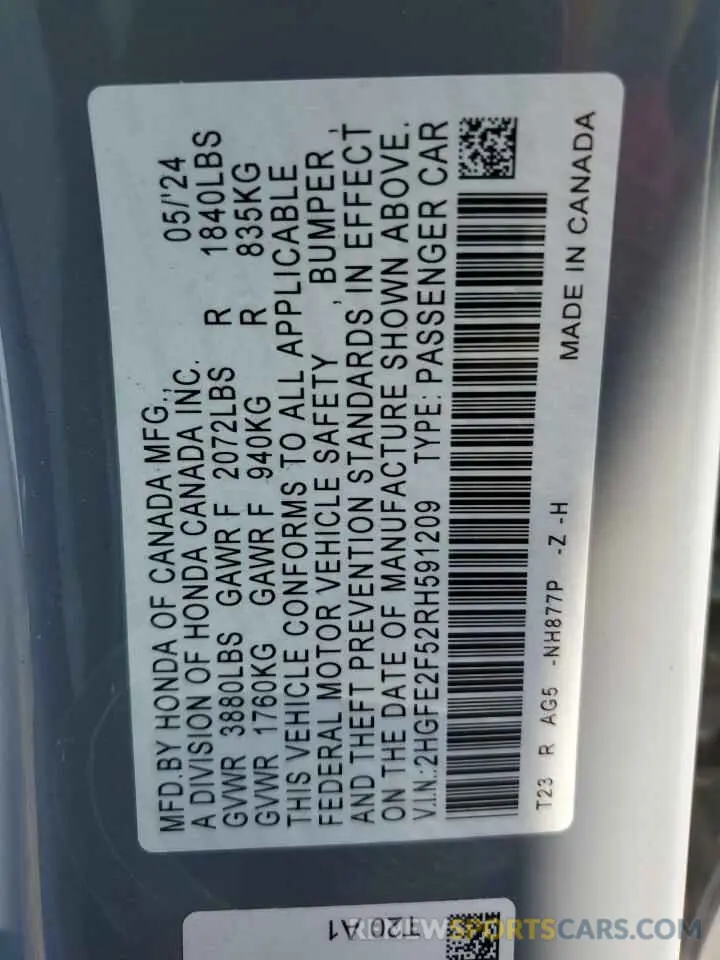 MFD.BY HONDA OF CANADA MFG., 05/'24
A DIVISION OF HONDA CANADA INC.
GVWR 3880LBS GAWR F 2072LBS R 1840LBS
GVWR 1760KG GAWR F 940KG R 835KG
THIS VEHICLE CONFORMS TO ALL APPLICABLE
FEDERAL MOTOR VEHICLE SAFETY , BUMPER ,
AND THEFT PREVENTION STANDARDS IN EFFECT
ON THE DATE OF MANUFACTURE SHOWN ABOVE.
V.I.N.:2HGFE2F52RH591209 TYPE: PASSENGER CAR
T23 R AG5 -NH877P -Z -H
MADE IN CANADA
T20 A1
REVIEWSPORTSCARS.COM